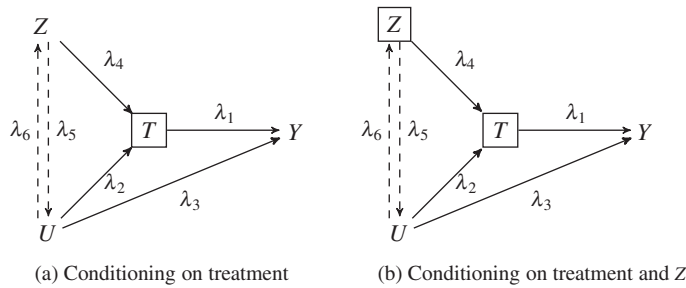 Z
Z
λ4
λ4
λ6
λ5
T
λ1
Y
λ6
λ5
T
λ1
Y
λ2
λ3
λ2
λ3
U
U
(a) Conditioning on treatment
(b) Conditioning on treatment and Z